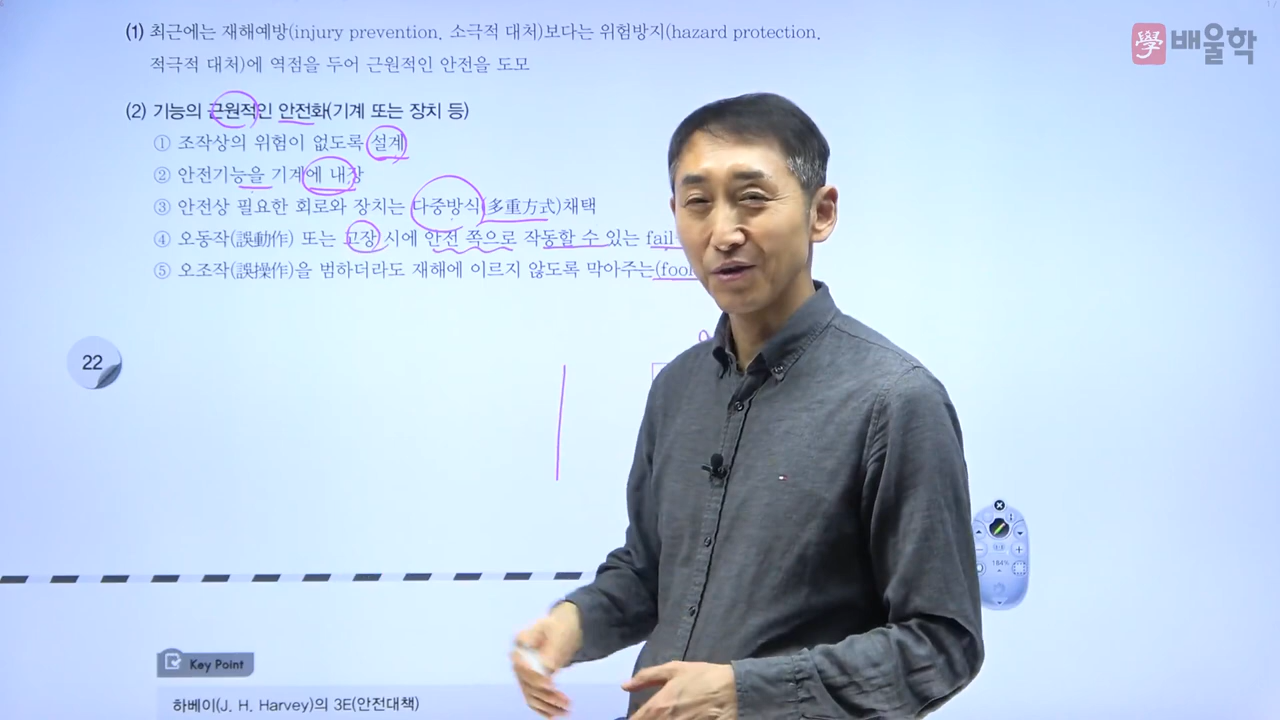 (1) 최근에는 재해예방(injury prevention, 소극적 대처)보다는 위험방지(hazard protection,
적극적 대처)에 역점을 두어 근원적인 안전을 도모
學 배울학
(2) 기능의 근원적인 안전화(기계 또는 장치 등)
① 조작상의 위험이 없도록 설계
② 안전기능을 기계에 내장
③ 안전상 필요한 회로와 장치는 다중방식(多重方式)채택
④ 오동작(誤動作) 또는 고장 시에 안전 쪽으로 작동할 수 있는 fail
⑤ 오조작(誤操作)을 범하더라도 재해에 이르지 않도록 막아주는(fool
22
184%
Key Point
하베이(J. H. Harvey)의 3E(안전대책)